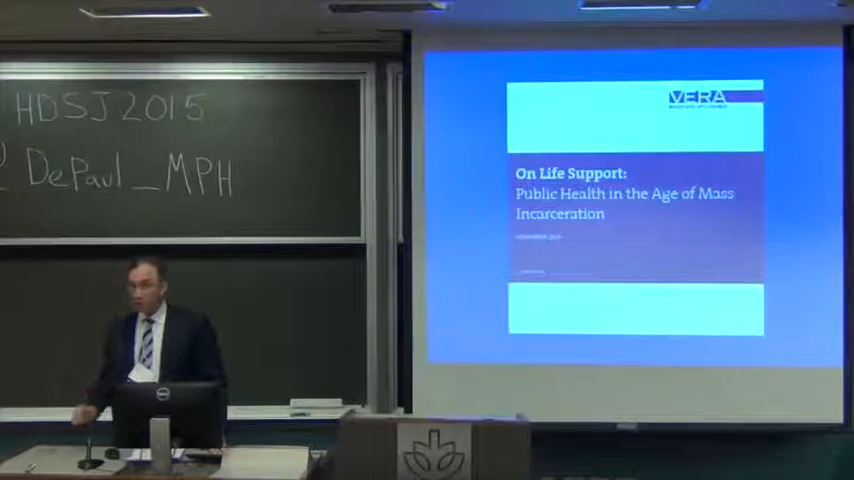 HDSJ2015
DePaul_MPH
VERA
On Life Support:
Public Health in the Age of Mass
Incarceration